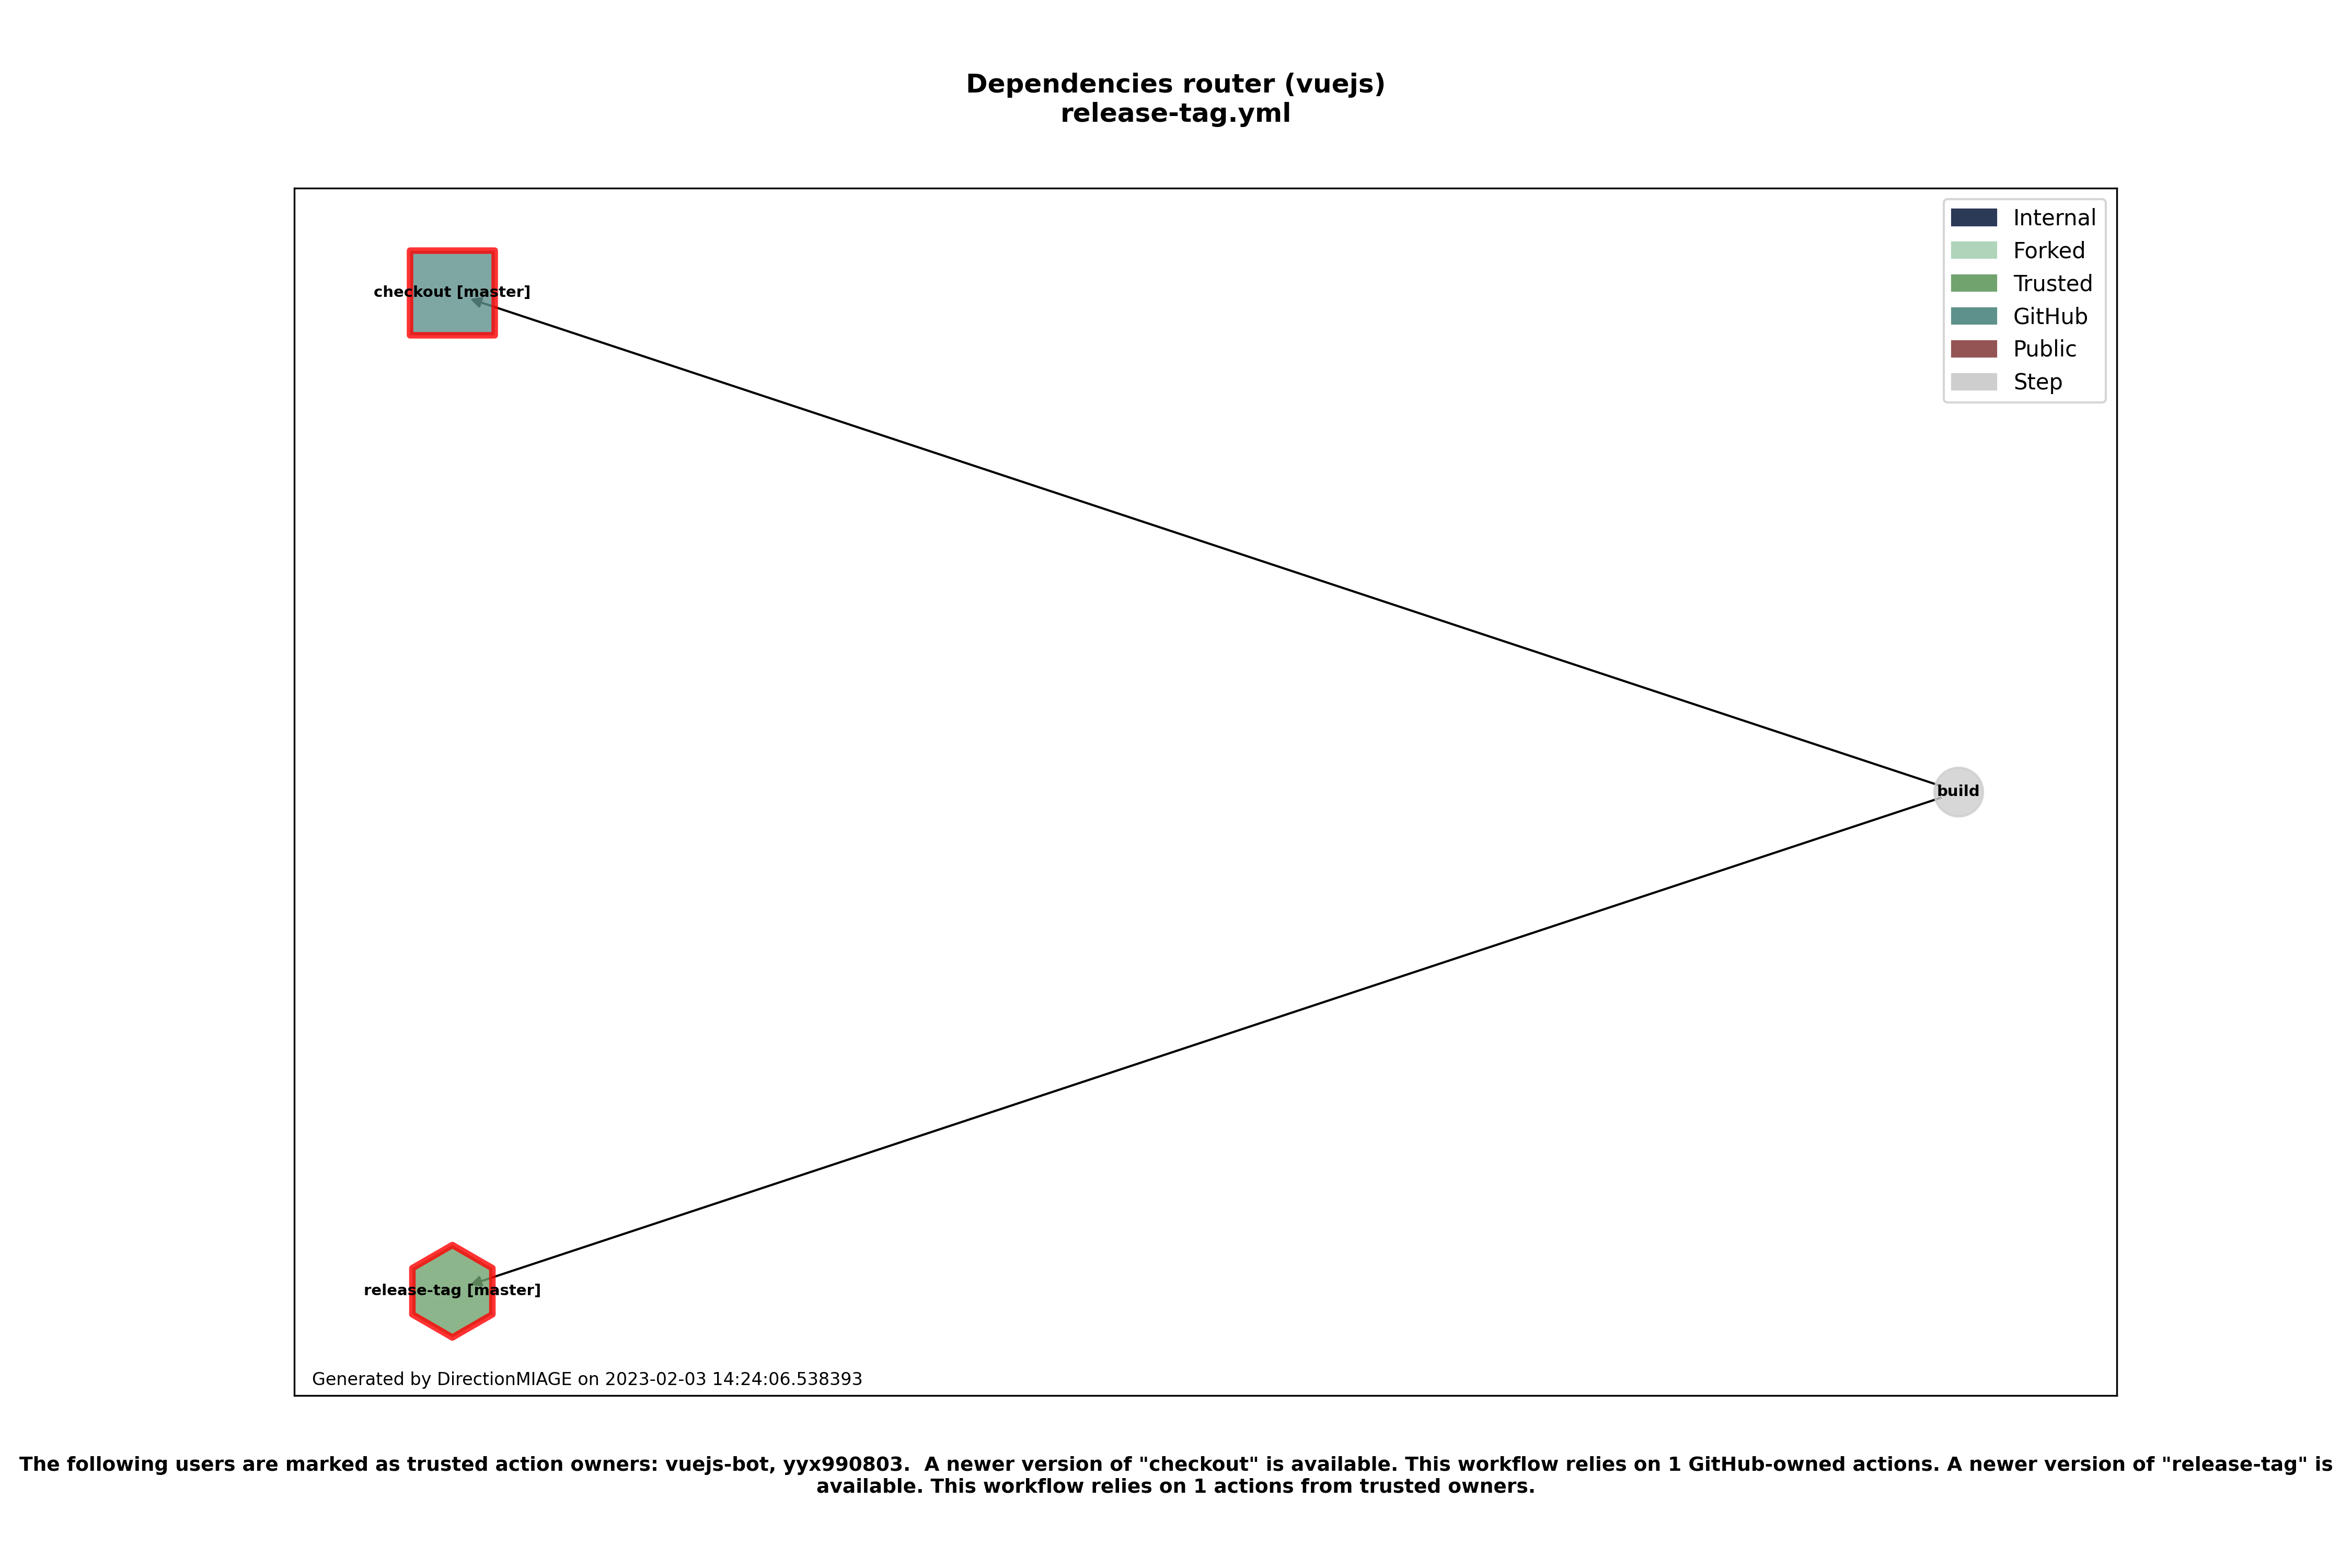 Dependencies router (vuejs)
release-tag.yml
Internal
Forked
Trusted
GitHub
Public
Step
checkout [master]
build
release-tag [master]
Generated by DirectionMIAGE on 2023-02-03 14:24:06.538393
The following users are marked as trusted action owners: vuejs-bot, yyx990803.  A newer version of "checkout" is available. This workflow relies on 1 GitHub-owned actions. A newer version of "release-tag" is
available. This workflow relies on 1 actions from trusted owners.